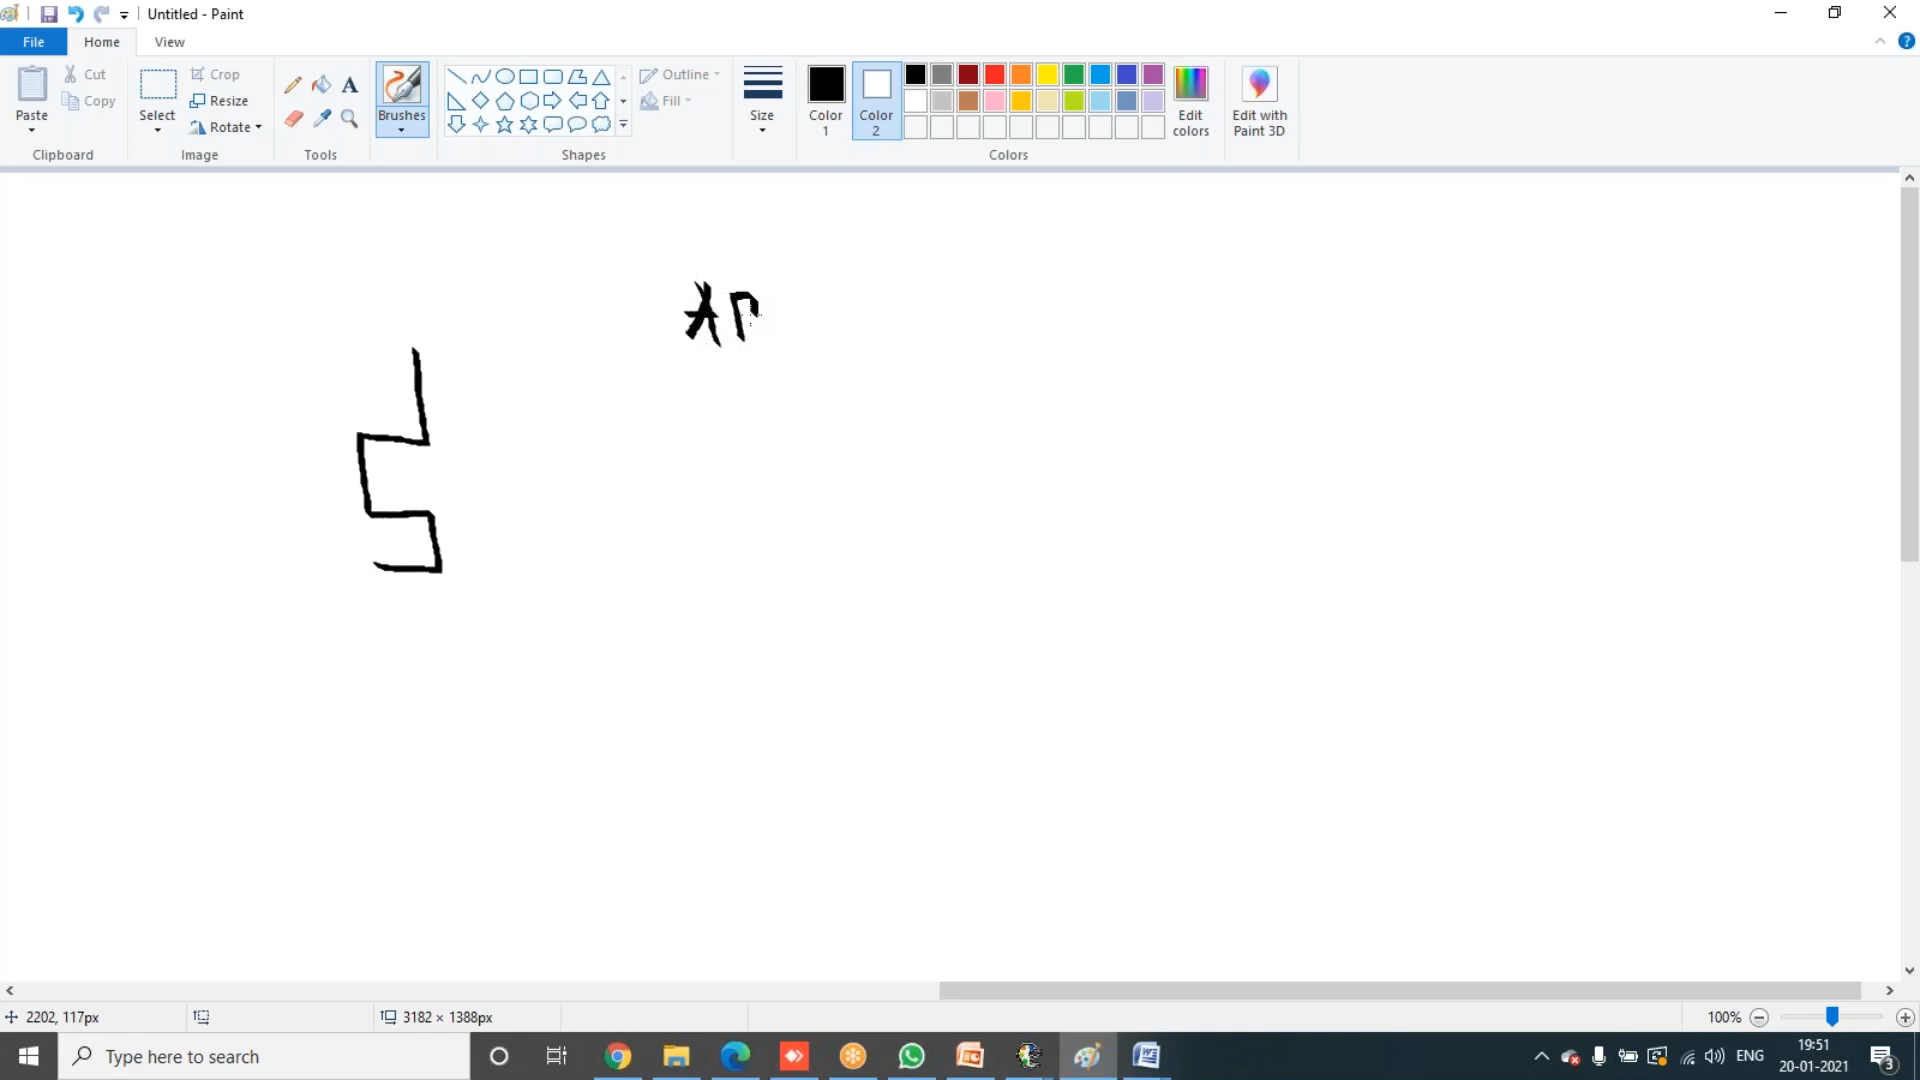 Untitled - Paint
File Home View
Paste
Cut
Copy
Clipboard
Select
Crop
Resize
Rotate
Image
A
Tools
Brushes
Outline
Fill
Shapes
Size
Color 1
Color 2
Edit colors
Colors
Edit with Paint 3D
2202, 117px
3182 × 1388px
100%
Type here to search
ENG
19:51
20-01-2021
3